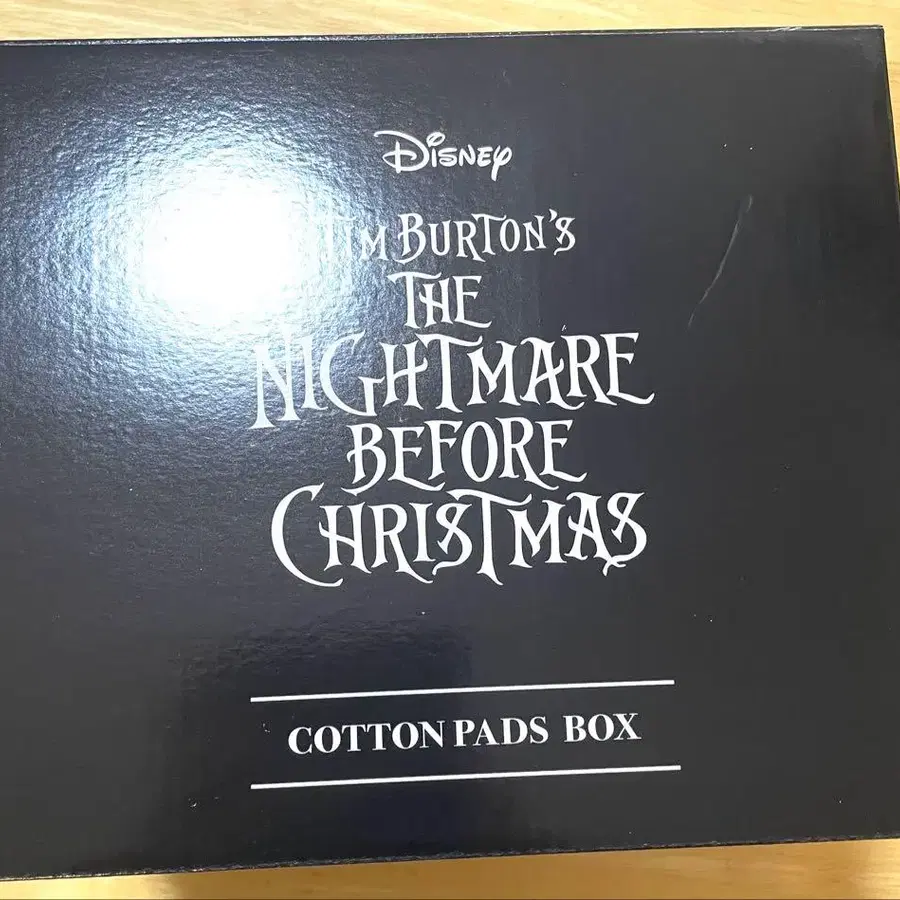 Disney
TIM BURTON'S
THE
NIGHTMARE
BEFORE
CHRISTMAS
COTTON PADS BOX